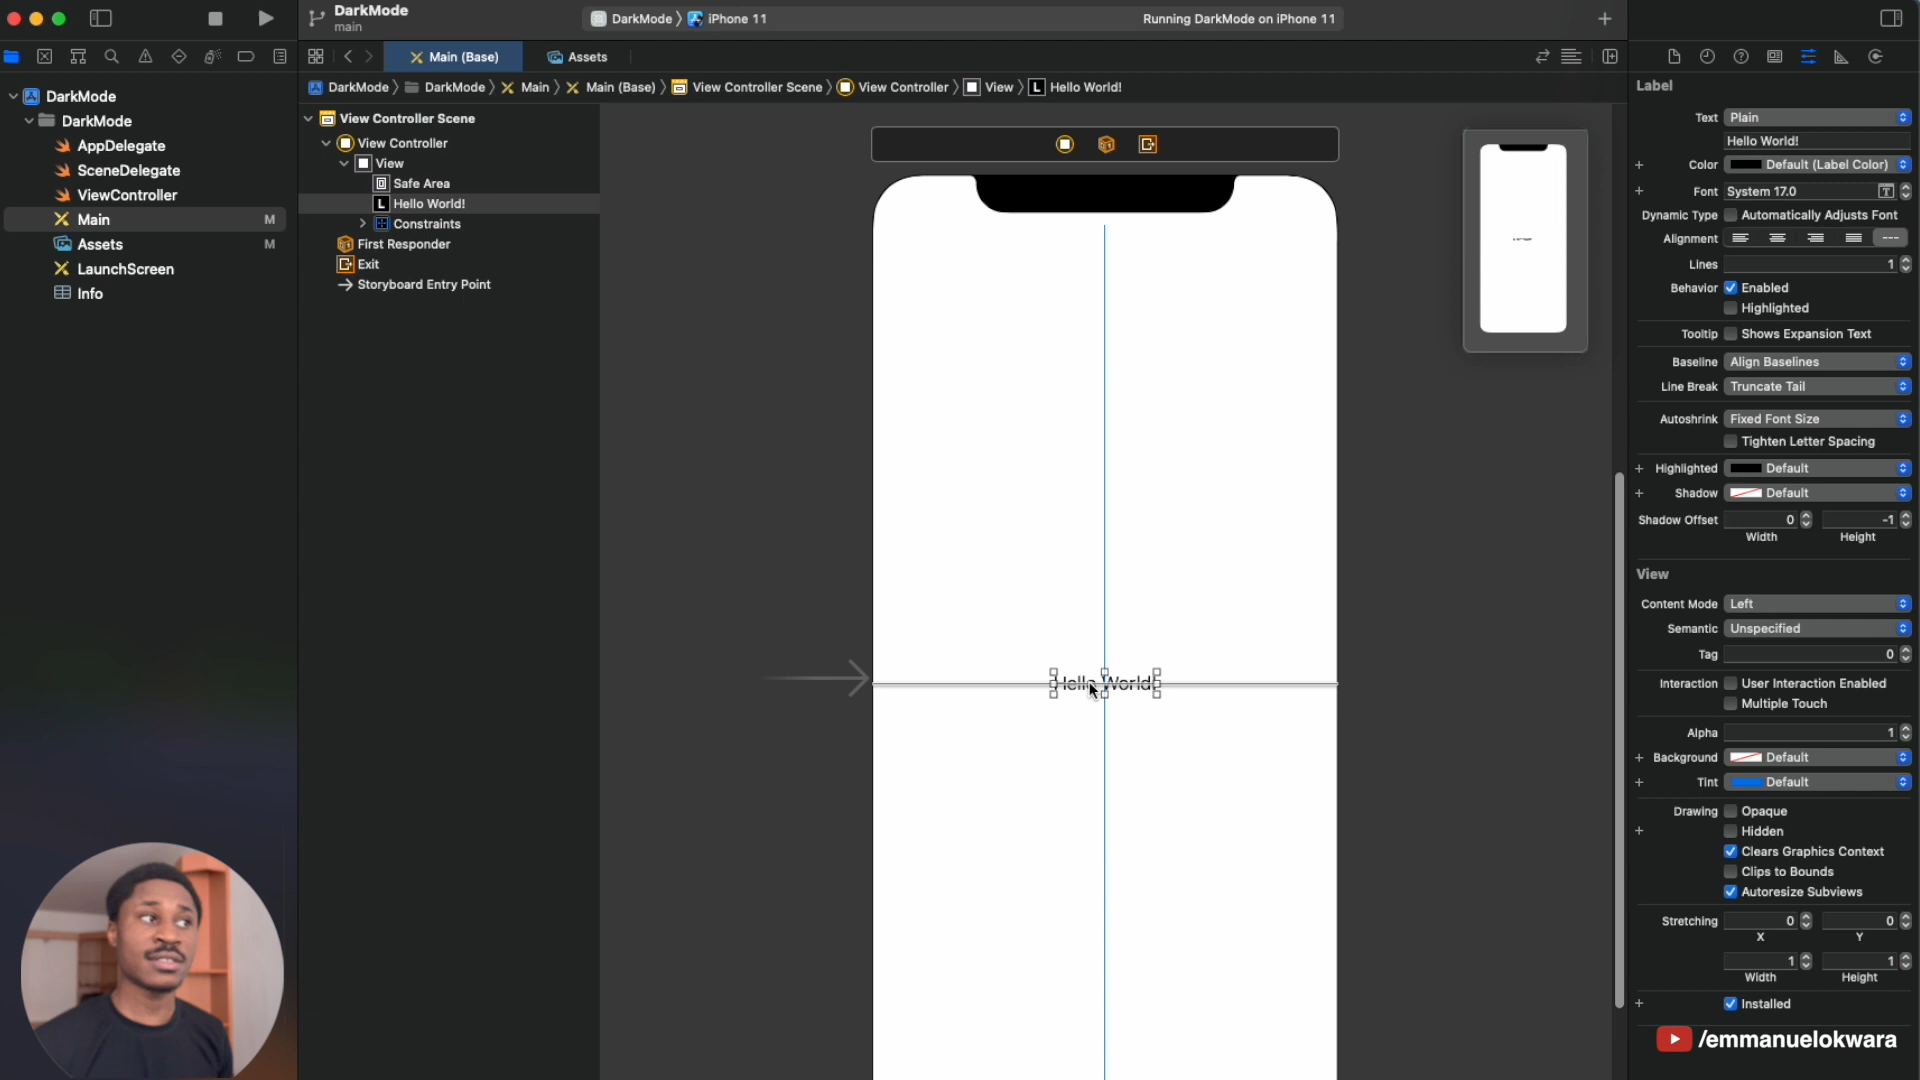 DarkMode
main
DarkMode
iPhone 11
Running DarkMode on iPhone 11
Main (Base)
Assets
DarkMode
DarkMode
Main
Main (Base)
View Controller Scene
View Controller
View
L
Hello World!
DarkMode
DarkMode
AppDelegate
SceneDelegate
ViewController
Main
M
Assets
M
LaunchScreen
Info
View Controller Scene
View Controller
View
Safe Area
L
Hello World!
Constraints
First Responder
Exit
Storyboard Entry Point
Hello World!
Label
Text
Plain
Hello World!
Color
Default (Label Color)
Font
System 17.0
Dynamic Type
Automatically Adjusts Font
Alignment
Lines
1
Behavior
Enabled
Highlighted
Tooltip
Shows Expansion Text
Baseline
Align Baselines
Line Break
Truncate Tail
Autoshrink
Fixed Font Size
Tighten Letter Spacing
Highlighted
Default
Shadow
Default
Shadow Offset
0
-1
Width
Height
View
Content Mode
Left
Semantic
Unspecified
Tag
0
Interaction
User Interaction Enabled
Multiple Touch
Alpha
1
Background
Default
Tint
Default
Drawing
Opaque
Hidden
Clears Graphics Context
Clips to Bounds
Autoresize Subviews
Stretching
0
0
X
Y
1
1
Width
Height
Installed
/emmanuelokwara